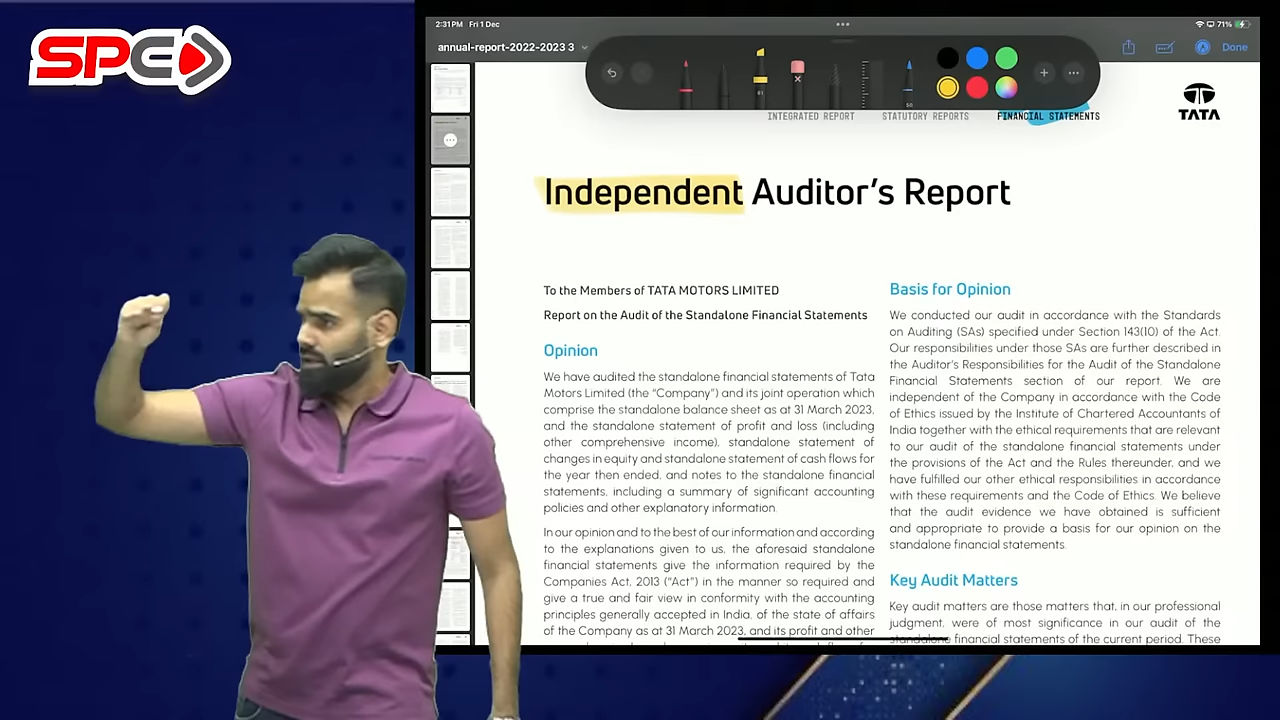 SPC
2:31PM Fri 1 Dec
71%
annual-report-2022-2023 3
Done
INTEGRATED REPORT
STATUTORY REPORTS
FINANCIAL STATEMENTS
TATA
Independent Auditor's Report
To the Members of TATA MOTORS LIMITED
Report on the Audit of the Standalone Financial Statements
Opinion
We have audited the standalone financial statements of Tata
Motors Limited (the "Company") and its joint operation which
comprise the standalone balance sheet as at 31 March 2023,
and the standalone statement of profit and loss (including
other comprehensive income), standalone statement of
changes in equity and standalone statement of cash flows for
the year then ended, and notes to the standalone financial
statements, including a summary of significant accounting
policies and other explanatory information.
In our opinion and to the best of our information and according
to the explanations given to us, the aforesaid standalone
financial statements give the information required by the
Companies Act, 2013 ("Act") in the manner so required and
give a true and fair view in conformity with the accounting
principles generally accepted in India, of the state of affairs
of the Company as at 31 March 2023, and its profit and other
Basis for Opinion
We conducted our audit in accordance with the Standards
on Auditing (SAs) specified under Section 143(10) of the Act.
Our responsibilities under those SAs are further described in
the Auditor's Responsibilities for the Audit of the Standalone
Financial Statements section of our report. We are
independent of the Company in accordance with the Code
of Ethics issued by the Institute of Chartered Accountants of
India together with the ethical requirements that are relevant
to our audit of the standalone financial statements under
the provisions of the Act and the Rules thereunder, and we
have fulfilled our other ethical responsibilities in accordance
with these requirements and the Code of Ethics. We believe
that the audit evidence we have obtained is sufficient
and appropriate to provide a basis for our opinion on the
standalone financial statements.
Key Audit Matters
Key audit matters are those matters that, in our professional
judgment, were of most significance in our audit of the
standalone financial statements of the current period. These